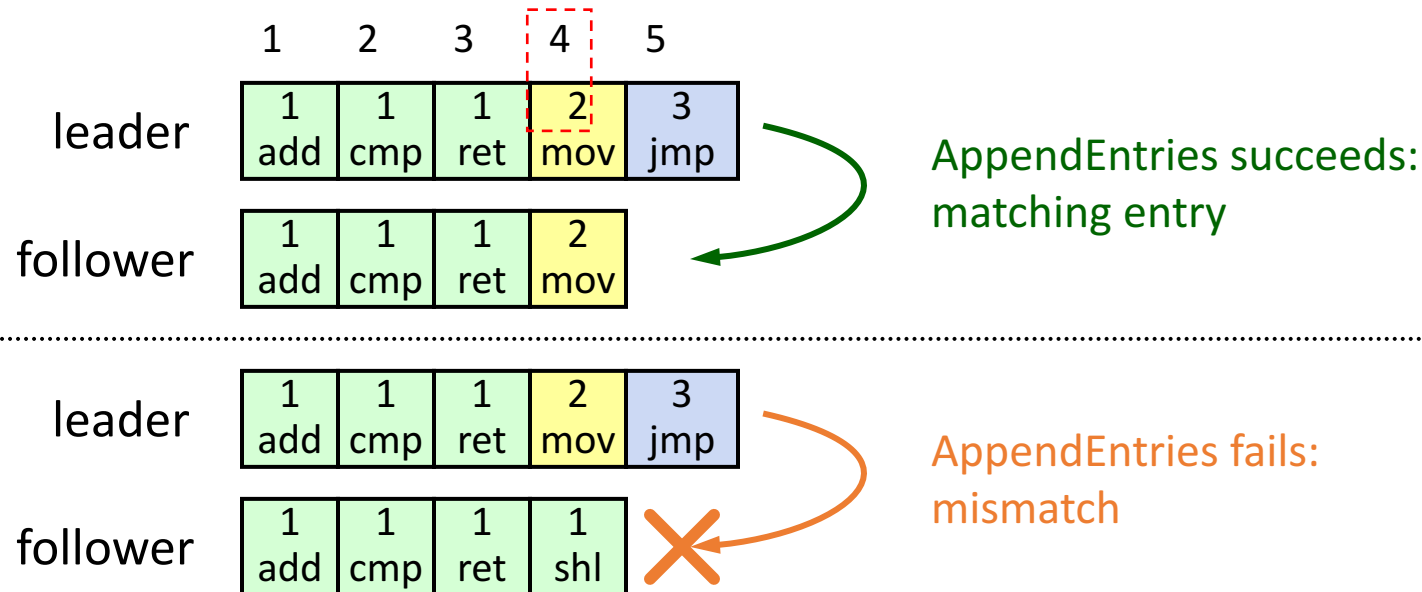 1 2 3 4 5
leader
1 1 1 2 3
add cmp ret mov jmp
follower
1 1 1 2
add cmp ret mov
AppendEntries succeeds:
matching entry
leader
1 1 1 2 3
add cmp ret mov jmp
follower
1 1 1 1
add cmp ret shl
AppendEntries fails:
mismatch